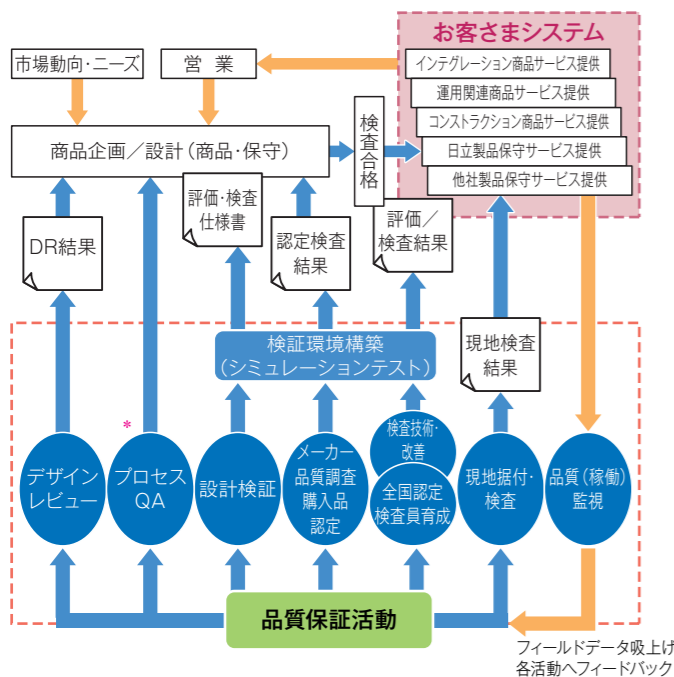 お客さまシステム
市場動向・ニーズ
営業
インテグレーション商品サービス提供
運用関連商品サービス提供
コンストラクション商品サービス提供
日立製品保守サービス提供
他社製品保守サービス提供
商品企画／設計（商品・保守）
検査合格
DR結果
評価・検査
仕様書
認定検査
結果
評価／
検査結果
検証環境構築
（シミュレーションテスト）
現地検査
結果
*
デザイン
レビュー
プロセス
QA
設計検証
メーカー
品質調査
購入品
認定
検査技術・
改善
全国認定
検査員育成
現地据付・
検査
品質（稼働）
監視
品質保証活動
フィールドデータ吸上げ
各活動へフィードバック